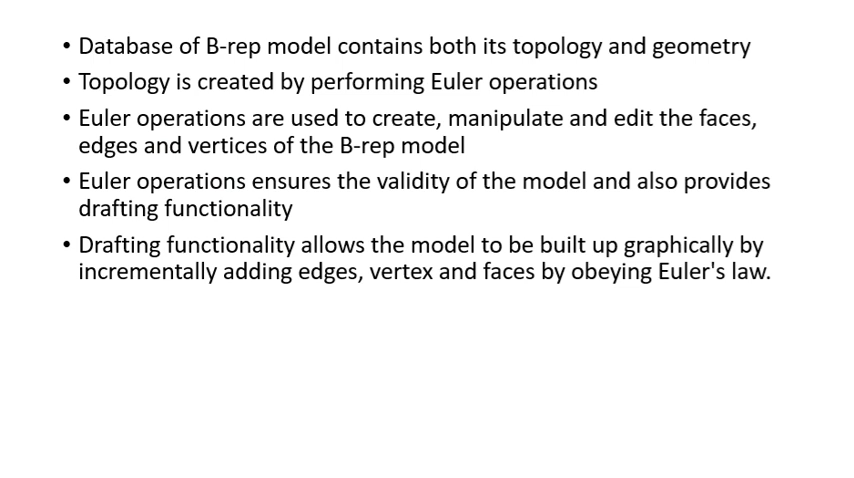 • Database of B-rep model contains both its topology and geometry
• Topology is created by performing Euler operations
• Euler operations are used to create, manipulate and edit the faces,
edges and vertices of the B-rep model
• Euler operations ensures the validity of the model and also provides
drafting functionality
• Drafting functionality allows the model to be built up graphically by
incrementally adding edges, vertex and faces by obeying Euler's law.